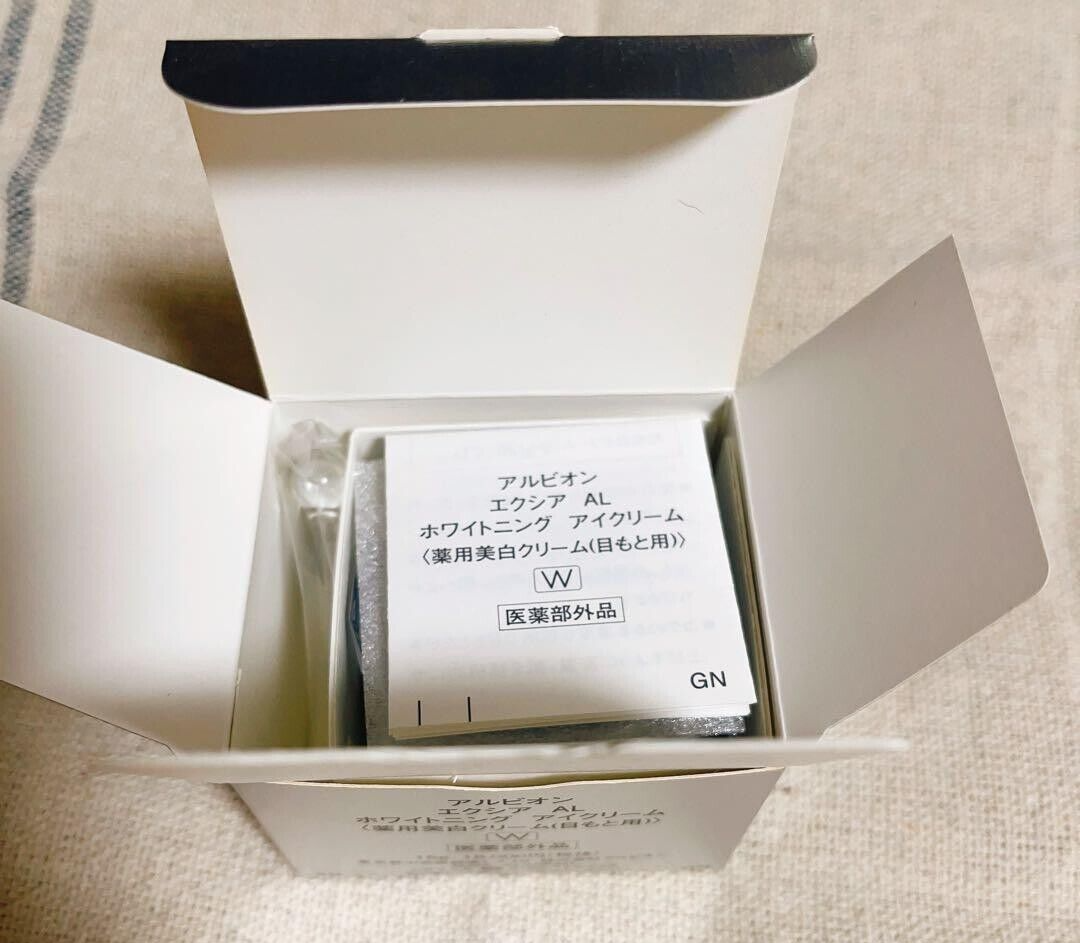 アルビオン
エクシア AL
ホワイトニング アイクリーム
〈薬用美白クリーム(目もと用)〉
W
医薬部外品
GN
アルビオン
エクシア AL
ホワイトニング アイクリーム
〈薬用美白クリーム(目もと用)〉
W
医薬部外品